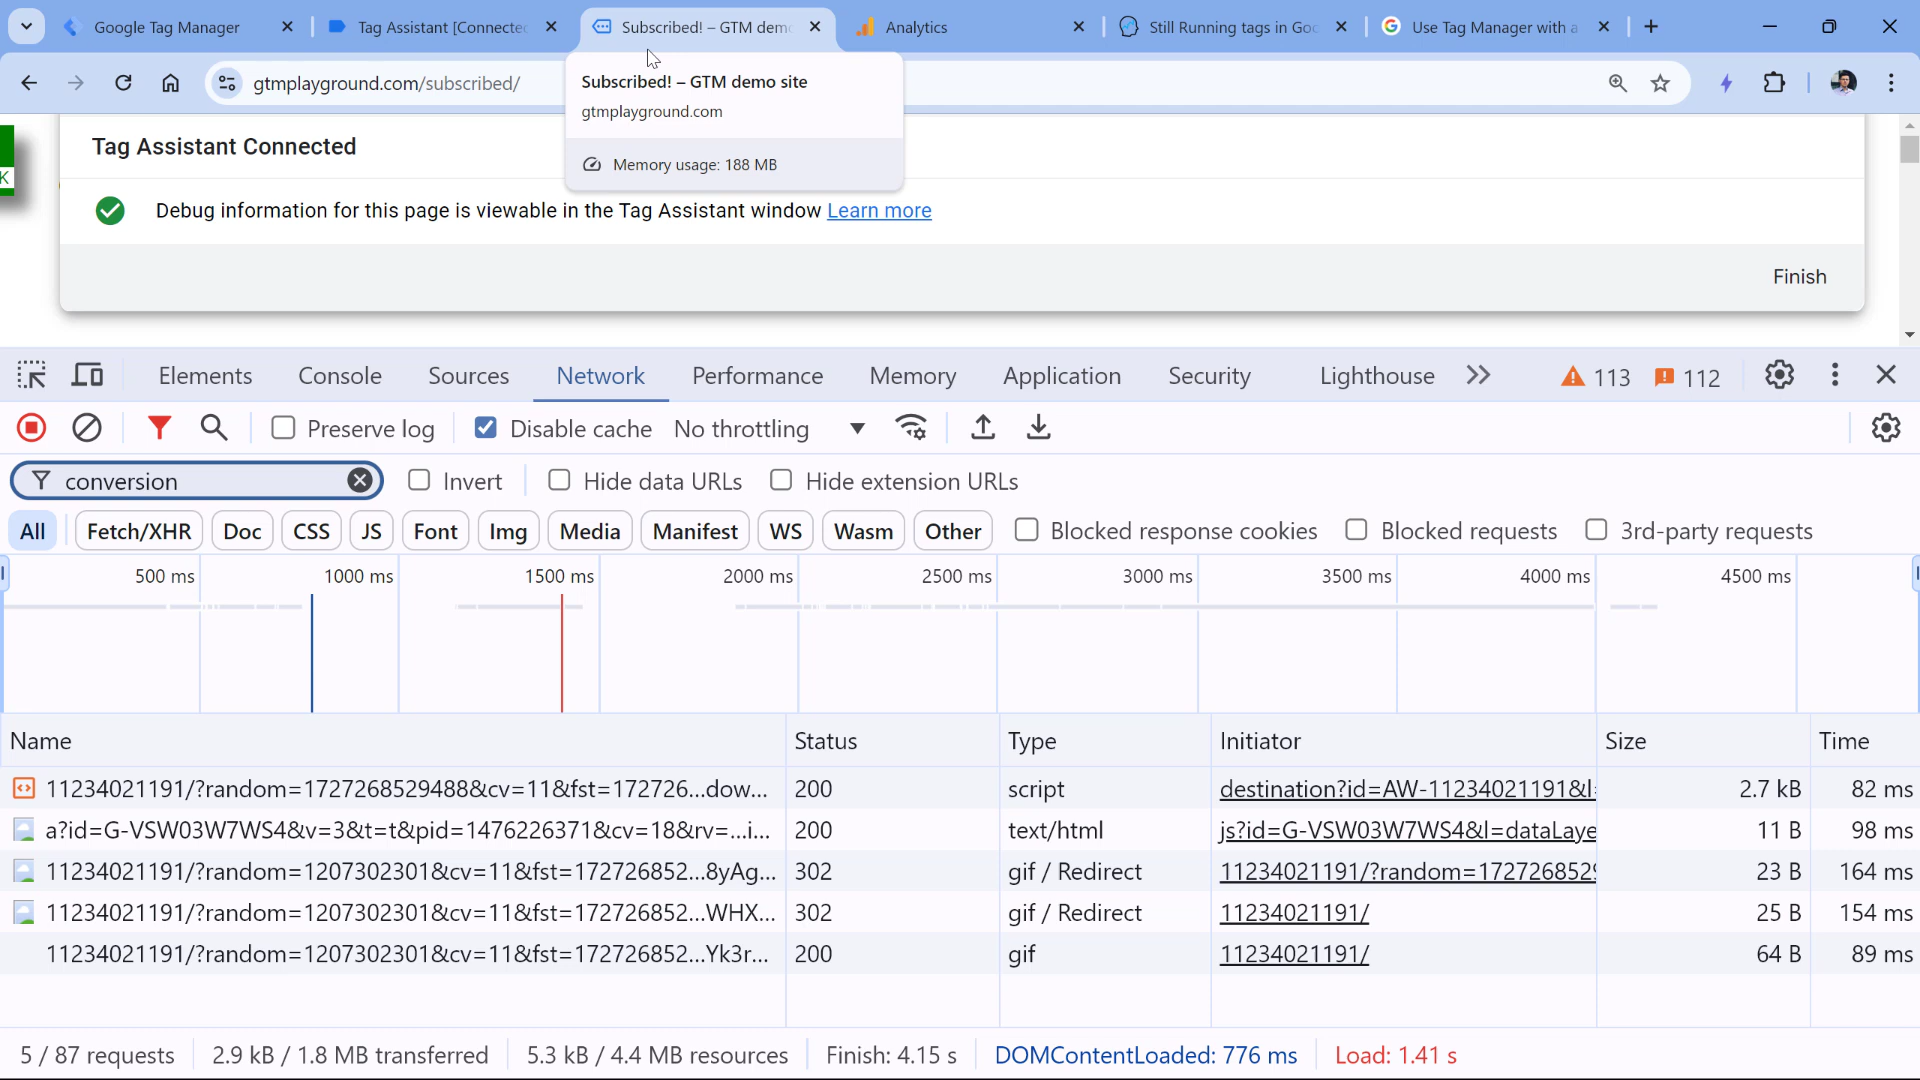 Google Tag Manager
Tag Assistant [Connected
Subscribed! – GTM demo
Analytics
Still Running tags in Goo
Use Tag Manager with a
gtmplayground.com/subscribed/
Subscribed! – GTM demo site
gtmplayground.com
Memory usage: 188 MB
K
Tag Assistant Connected
Debug information for this page is viewable in the Tag Assistant window Learn more
Finish
Elements Console Sources Network Performance Memory Application Security Lighthouse 113 112
Preserve log Disable cache No throttling
conversion Invert Hide data URLs Hide extension URLs
All Fetch/XHR Doc CSS JS Font Img Media Manifest WS Wasm Other Blocked response cookies Blocked requests 3rd-party requests
500 ms 1000 ms 1500 ms 2000 ms 2500 ms 3000 ms 3500 ms 4000 ms 4500 ms
Name Status Type Initiator Size Time
11234021191/?random=1727268529488&cv=11&fst=172726...dow... 200 script destination?id=AW-11234021191&l= 2.7 kB 82 ms
a?id=G-VSW03W7WS4&v=3&t=t&pid=1476226371&cv=18&rv=...i... 200 text/html js?id=G-VSW03W7WS4&l=dataLaye 11 B 98 ms
11234021191/?random=1207302301&cv=11&fst=172726852...8yAg... 302 gif / Redirect 11234021191/?random=1727268529 23 B 164 ms
11234021191/?random=1207302301&cv=11&fst=172726852...WHX... 302 gif / Redirect 11234021191/ 25 B 154 ms
11234021191/?random=1207302301&cv=11&fst=172726852...Yk3r... 200 gif 11234021191/ 64 B 89 ms
5 / 87 requests 2.9 kB / 1.8 MB transferred 5.3 kB / 4.4 MB resources Finish: 4.15 s DOMContentLoaded: 776 ms Load: 1.41 s